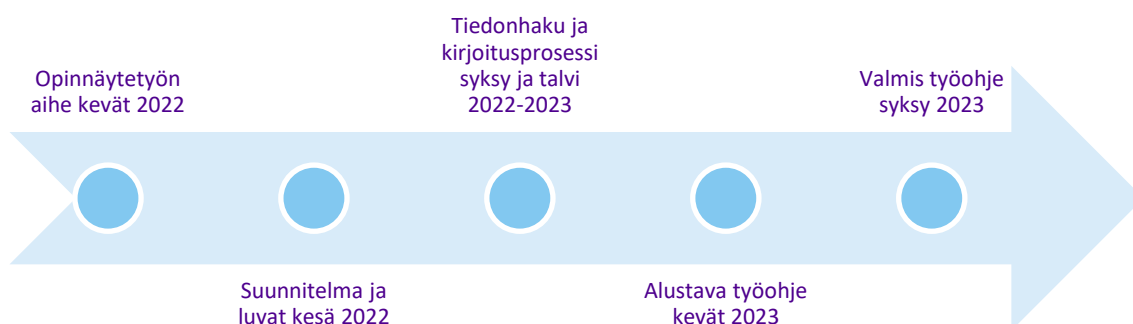 Opinnäytetyön
aihe kevät 2022
Suunnitelma ja
luvat kesä 2022
Tiedonhaku ja
kirjoitusprosessi
syksy ja talvi
2022-2023
Alustava työohje
kevät 2023
Valmis työohje
syksy 2023